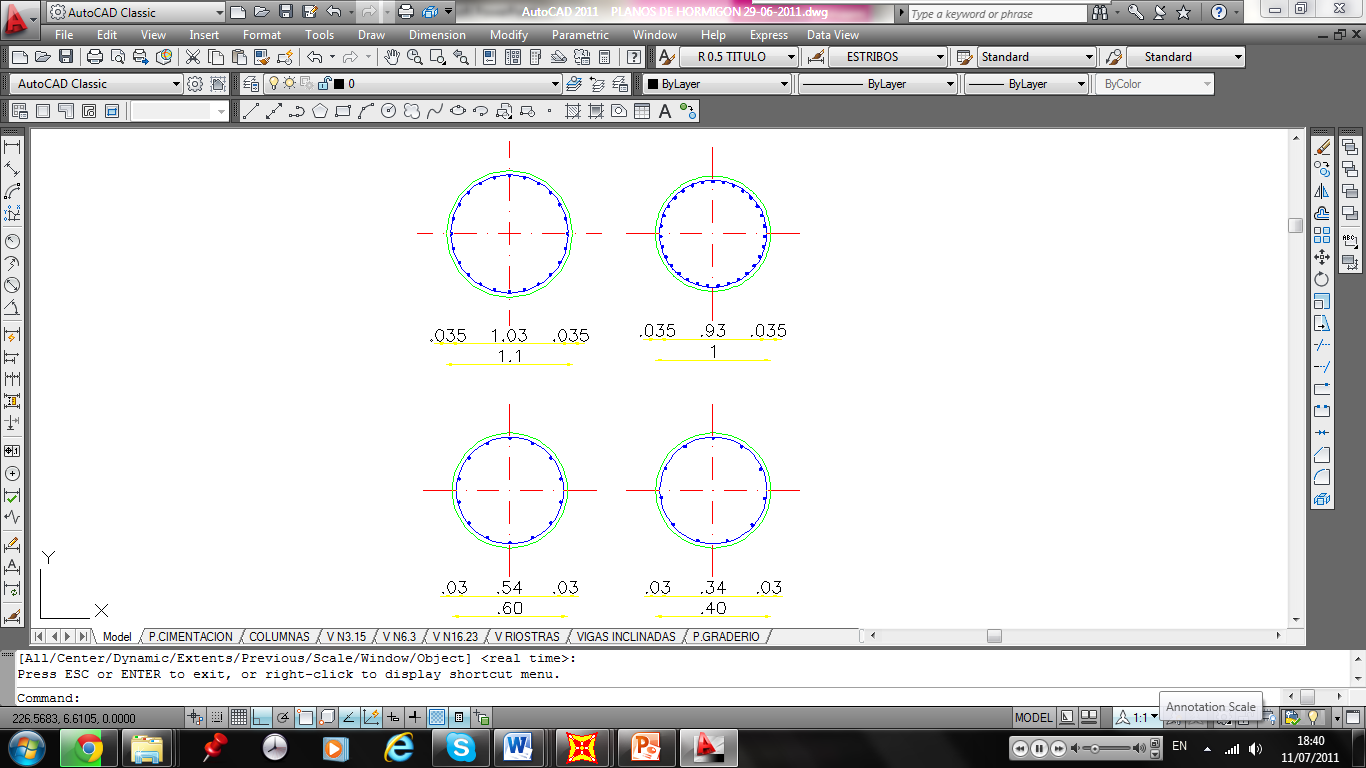 AutoCAD Classic
AutoCAD 2011 PLANOS DE HORMIGON 29-06-2011.dwg
Type a keyword or phrase
File Edit View Insert Format Tools Draw Dimension Modify Parametric Window Help Express Data View
R 0.5 TITULO ESTRIBOS Standard Standard
AutoCAD Classic 0 ByLayer ByLayer ByLayer ByColor
.035 1.03 .035
1.1
.035 .93 .035
1
.03 .54 .03
.60
.03 .34 .03
.40
Y
X
Model P.CIMENTACION COLUMNAS V N3.15 V N6.3 V N16.23 V RIOSTRAS VIGAS INCLINADAS P.GRADERIO
[All/Center/Dynamic/Extents/Previous/Scale/Window/Object] <real time>:
Press ESC or ENTER to exit, or right-click to display shortcut menu.
Command:
Annotation Scale
226.5683, 6.6105, 0.0000
MODEL 1:1
EN
18:40
11/07/2011